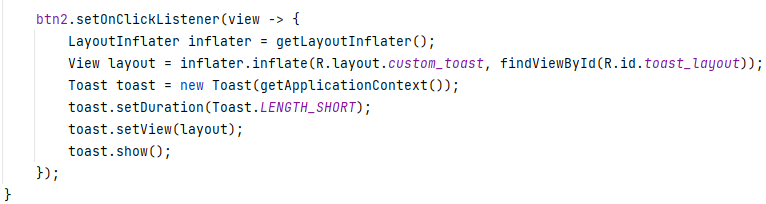 btn2.setOnClickListener(view -> {
LayoutInflater inflater = getLayoutInflater();
View layout = inflater.inflate(R.layout.custom_toast, findViewById(R.id.toast_layout));
Toast toast = new Toast(getApplicationContext());
toast.setDuration(Toast.LENGTH_SHORT);
toast.setView(layout);
toast.show();
});
}